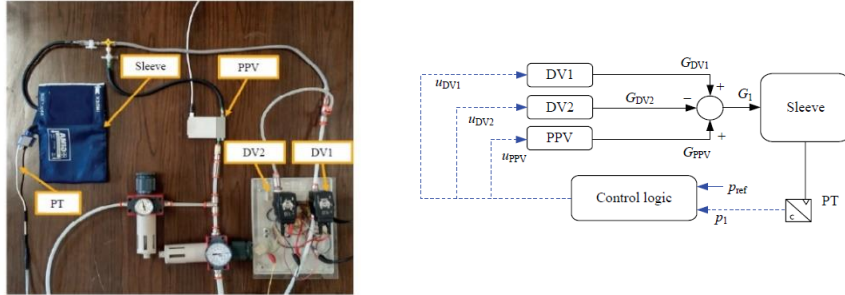 Sleeve
PPV
DV2
DV1
PT
u_DV1
DV1
G_DV1
+
u_DV2
DV2
G_DV2
−
G_1
Sleeve
u_PPV
PPV
G_PPV
+
Control logic
p_ref
p_1
c
PT